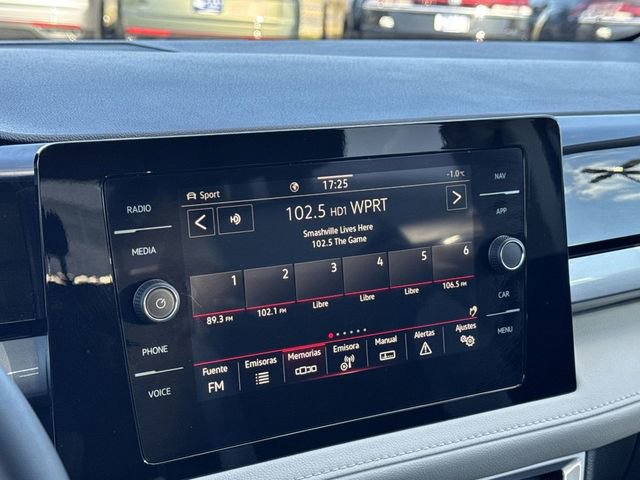 RADIO
MEDIA
PHONE
VOICE
Sport
17:25
-1.0°C
102.5 HD1 WPRT
Smashville Lives Here
102.5 The Game
1
2
3
4
5
6
89.3 FM
102.1 FM
Libre
Libre
Libre
106.5 FM
Fuente
FM
Emisoras
Memorias
Emisora
Manual
Alertas
Ajustes
NAV
APP
CAR
MENU